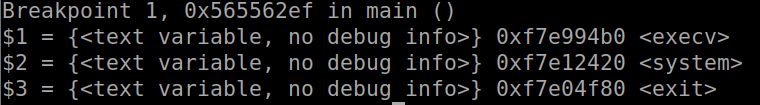 Breakpoint 1, 0x565562ef in main ()
$1 = {<text variable, no debug info>} 0xf7e994b0 <execv>
$2 = {<text variable, no debug info>} 0xf7e12420 <system>
$3 = {<text variable, no debug info>} 0xf7e04f80 <exit>